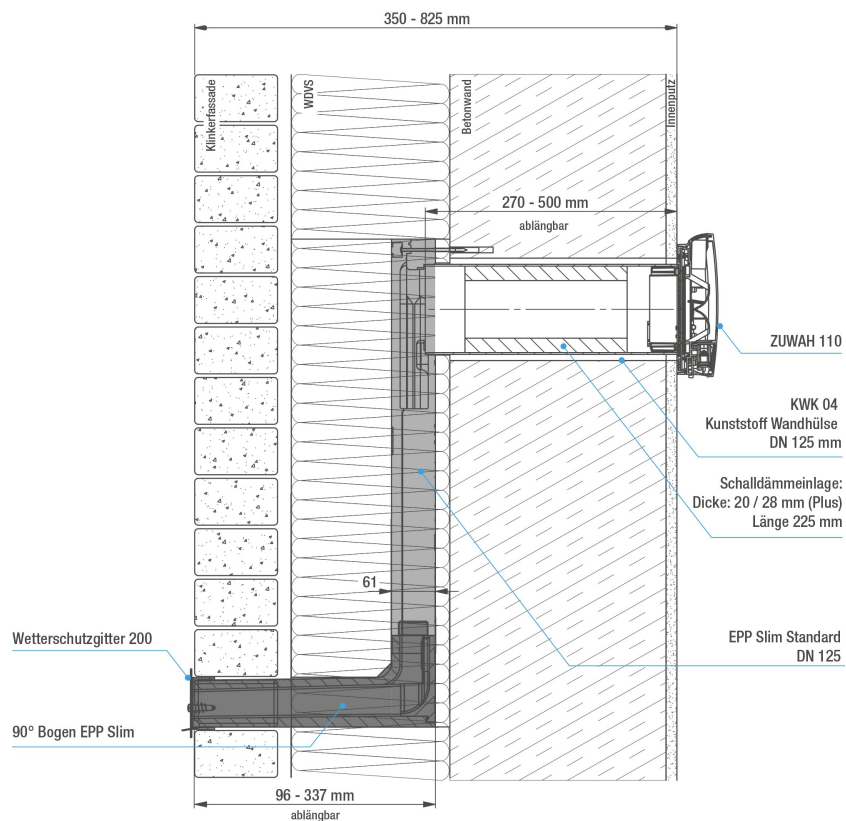 350 - 825 mm
Klinkerfassade
WDVS
Betonwand
Innenputz
270 - 500 mm
ablängbar
ZUWAH 110
KWK 04
Kunststoff Wandhülse
DN 125 mm
Schalldämmeinlage:
Dicke: 20 / 28 mm (Plus)
Länge 225 mm
61
Wetterschutzgitter 200
EPP Slim Standard
DN 125
90° Bogen EPP Slim
96 - 337 mm
ablängbar